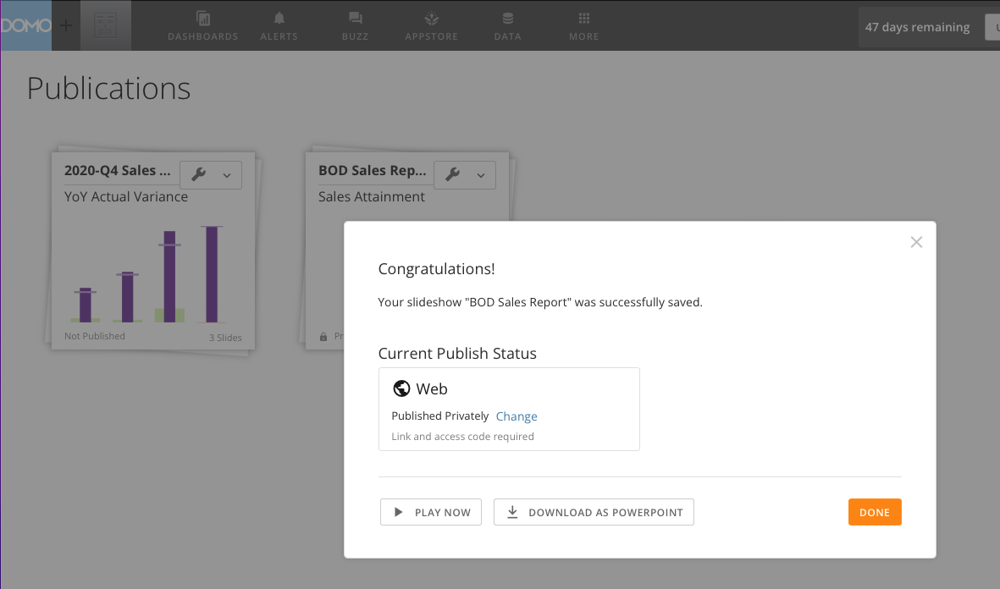 DOMO
DASHBOARDS
ALERTS
BUZZ
APPSTORE
DATA
MORE
47 days remaining
Publications
2020-Q4 Sales ...
YoY Actual Variance
Not Published
3 Slides
BOD Sales Rep...
Sales Attainment
Pr
Congratulations!
Your slideshow "BOD Sales Report" was successfully saved.
Current Publish Status
Web
Published Privately Change
Link and access code required
PLAY NOW
DOWNLOAD AS POWERPOINT
DONE